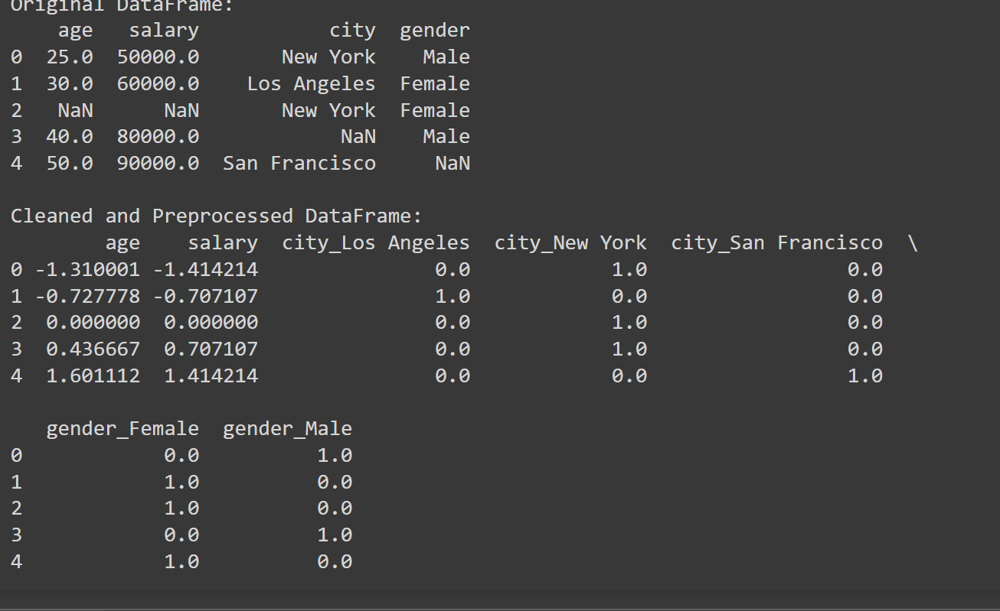 Original DataFrame:
    age   salary           city  gender
0  25.0  50000.0       New York    Male
1  30.0  60000.0    Los Angeles  Female
2   NaN      NaN       New York  Female
3  40.0  80000.0            NaN    Male
4  50.0  90000.0  San Francisco     NaN

Cleaned and Preprocessed DataFrame:
        age    salary  city_Los Angeles  city_New York  city_San Francisco  \
0 -1.310001 -1.414214               0.0            1.0                 0.0
1 -0.727778 -0.707107               1.0            0.0                 0.0
2  0.000000  0.000000               0.0            1.0                 0.0
3  0.436667  0.707107               0.0            1.0                 0.0
4  1.601112  1.414214               0.0            0.0                 1.0

   gender_Female  gender_Male
0            0.0          1.0
1            1.0          0.0
2            1.0          0.0
3            0.0          1.0
4            1.0          0.0